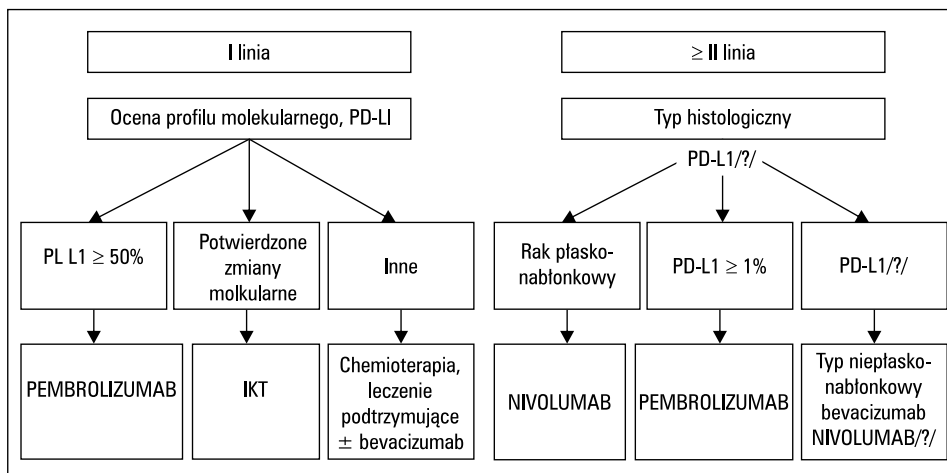 I linia
Ocena profilu molekularnego, PD-LI
PL L1 ≥ 50%
Potwierdzone
zmiany
molkularne
Inne
PEMBROLIZUMAB
IKT
Chemioterapia,
leczenie
podtrzymujące
± bevacizumab
≥ II linia
Typ histologiczny
PD-L1/?/
Rak płasko-
nabłonkowy
PD-L1 ≥ 1%
PD-L1/?/
NIVOLUMAB
PEMBROLIZUMAB
Typ niepłasko-
nabłonkowy
bevacizumab
NIVOLUMAB/?/